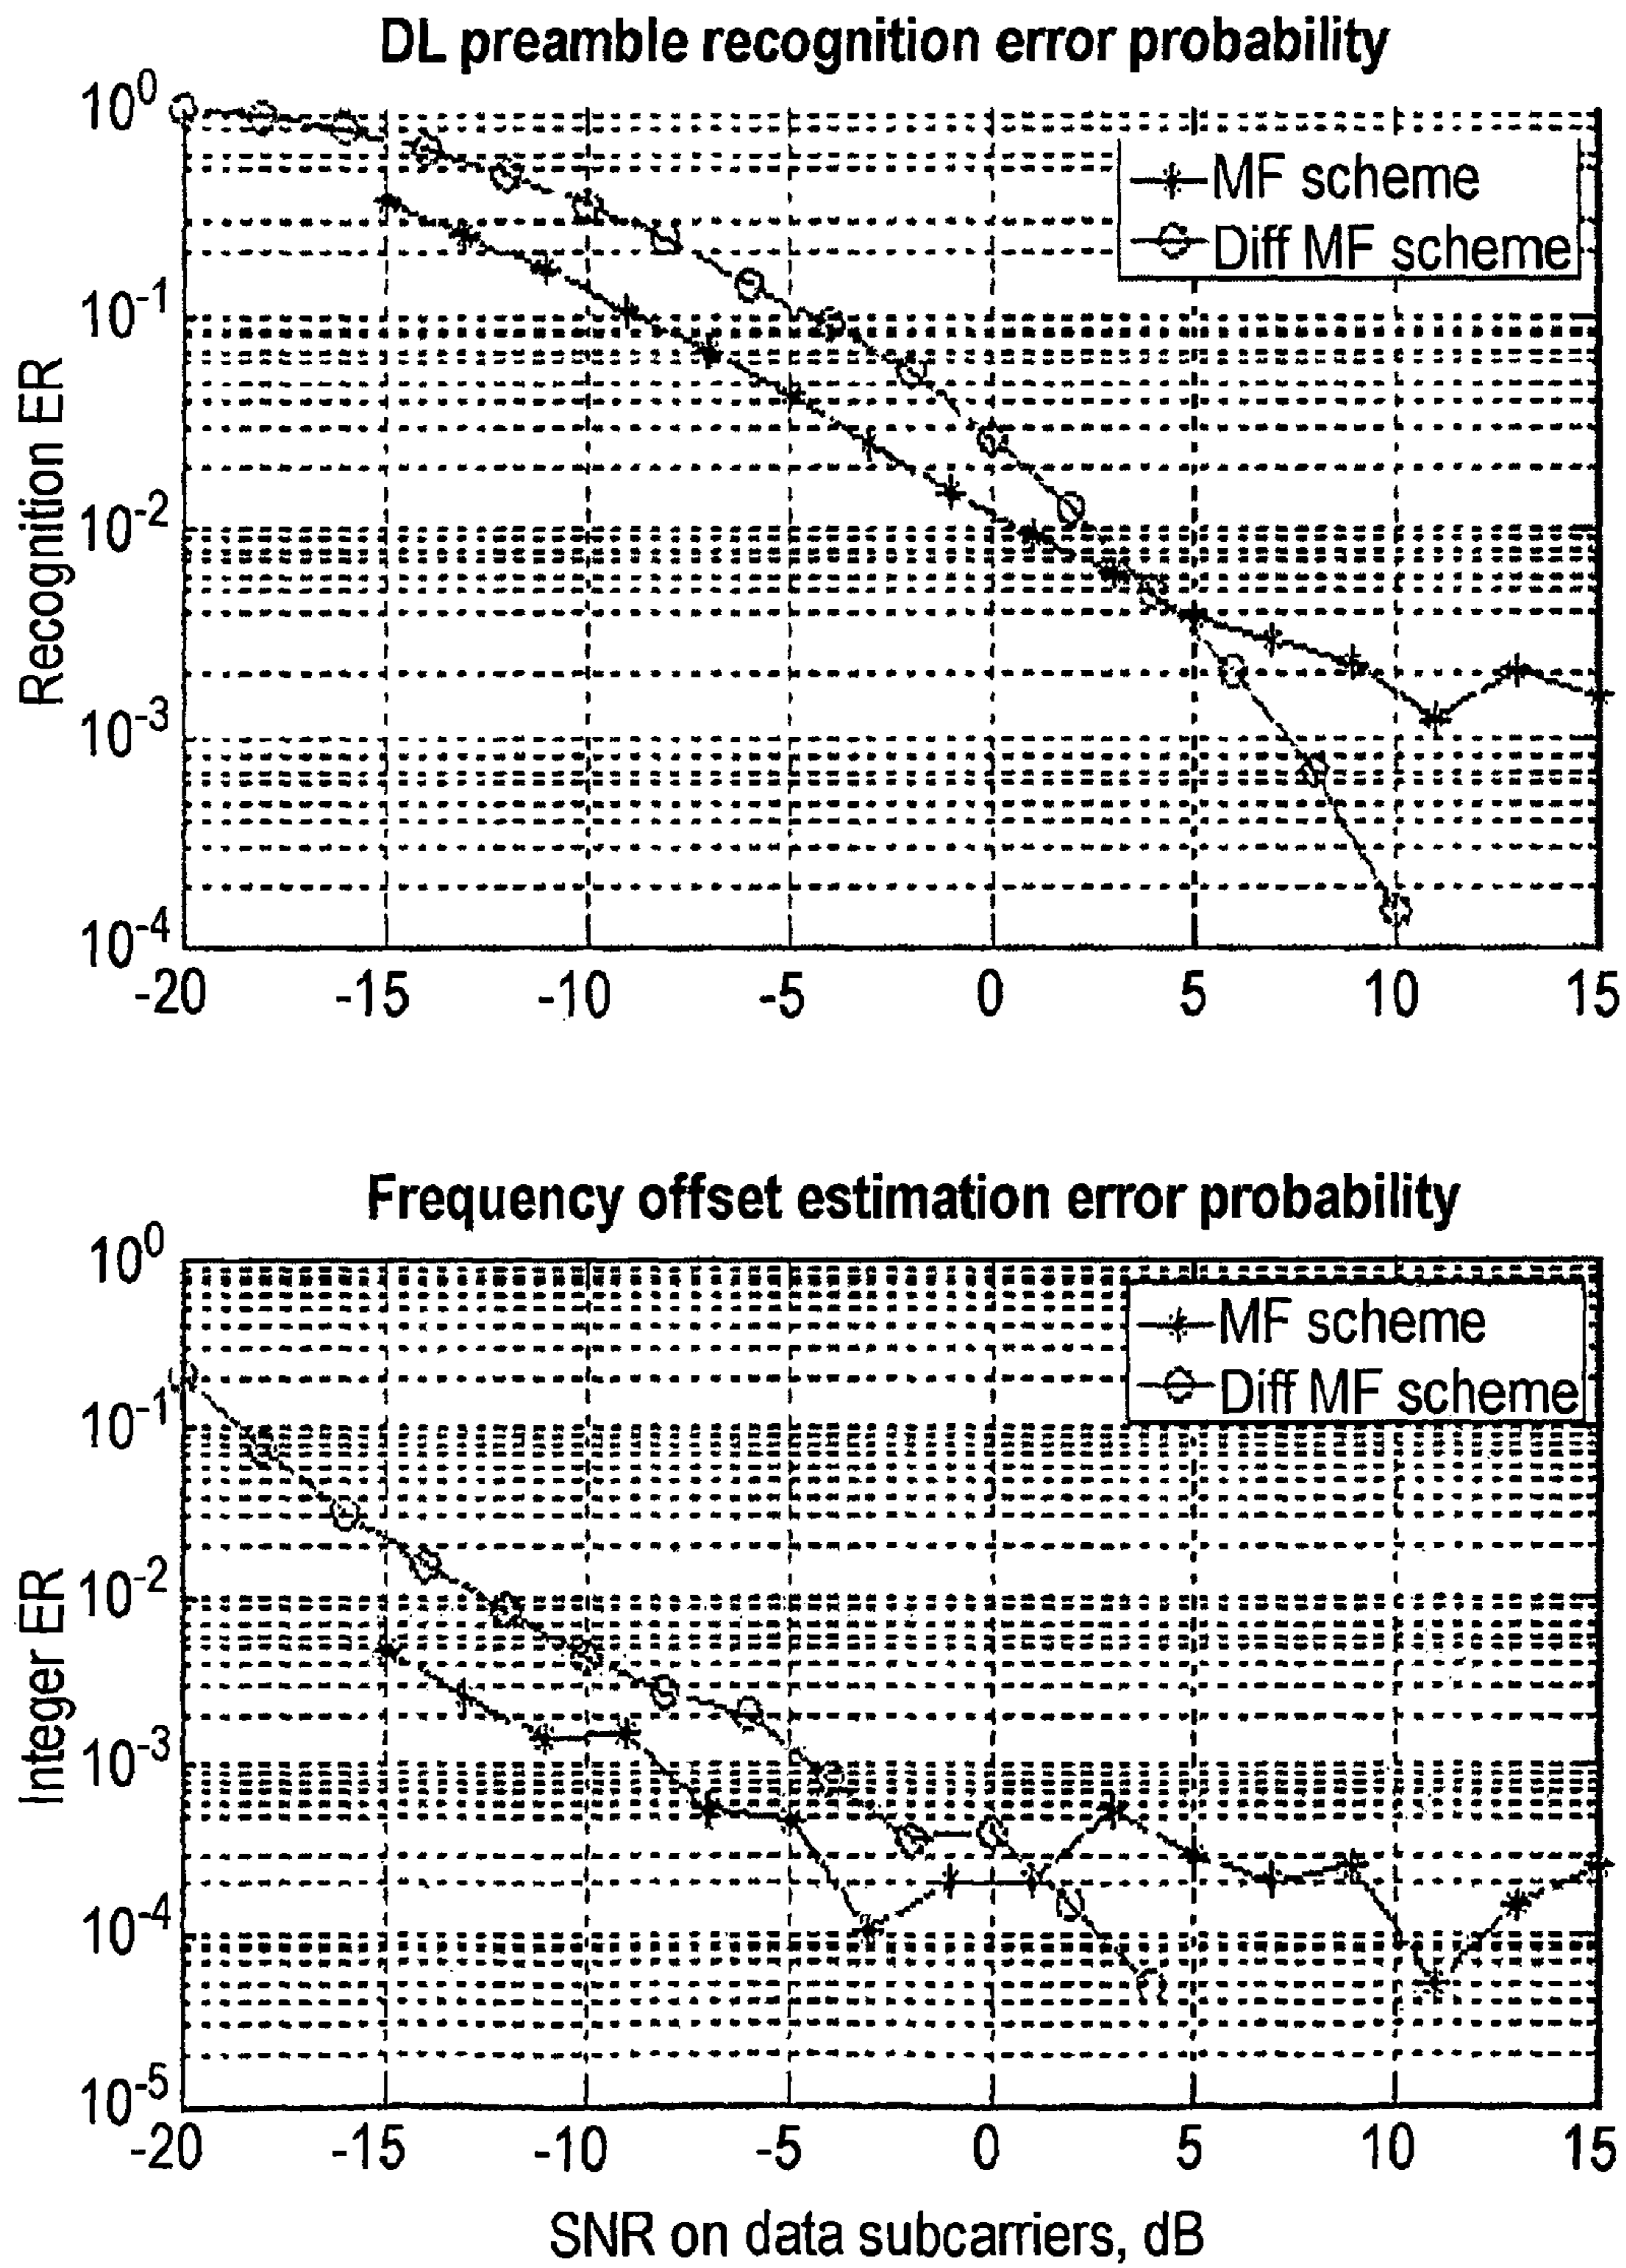 DL preamble recognition error probability
10^0
10^-1
10^-2
10^-3
10^-4
Recognition ER
MF scheme
Diff MF scheme
-20 -15 -10 -5 0 5 10 15
Frequency offset estimation error probability
10^0
10^-1
10^-2
10^-3
10^-4
10^-5
Integer ER
MF scheme
Diff MF scheme
-20 -15 -10 -5 0 5 10 15
SNR on data subcarriers, dB